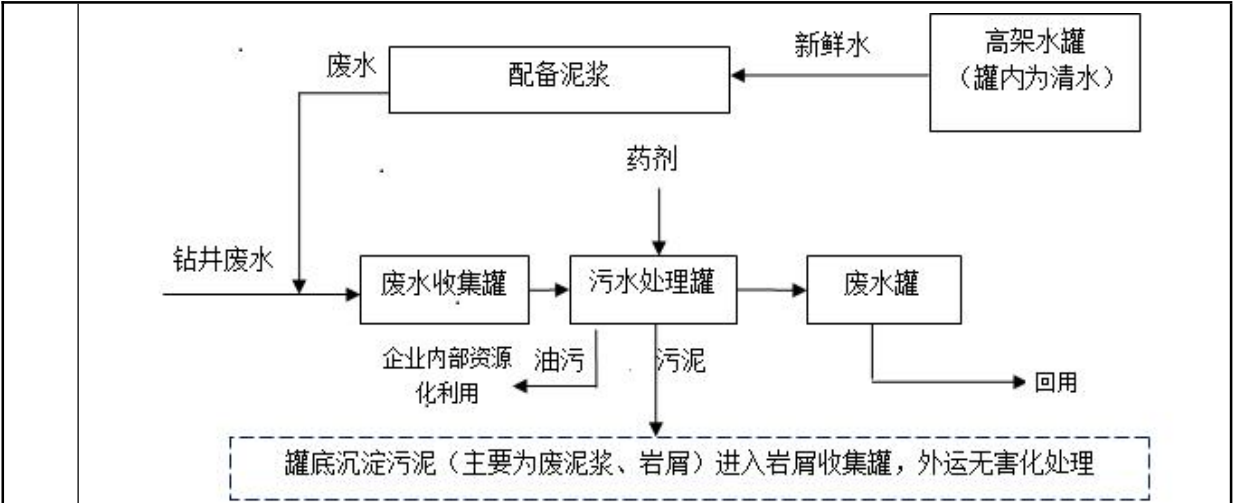 高架水罐
（罐内为清水）
新鲜水
配备泥浆
废水
药剂
钻井废水
废水收集罐
污水处理罐
废水罐
企业内部资源
化利用
油污
污泥
回用
罐底沉淀污泥（主要为废泥浆、岩屑）进入岩屑收集罐，外运无害化处理